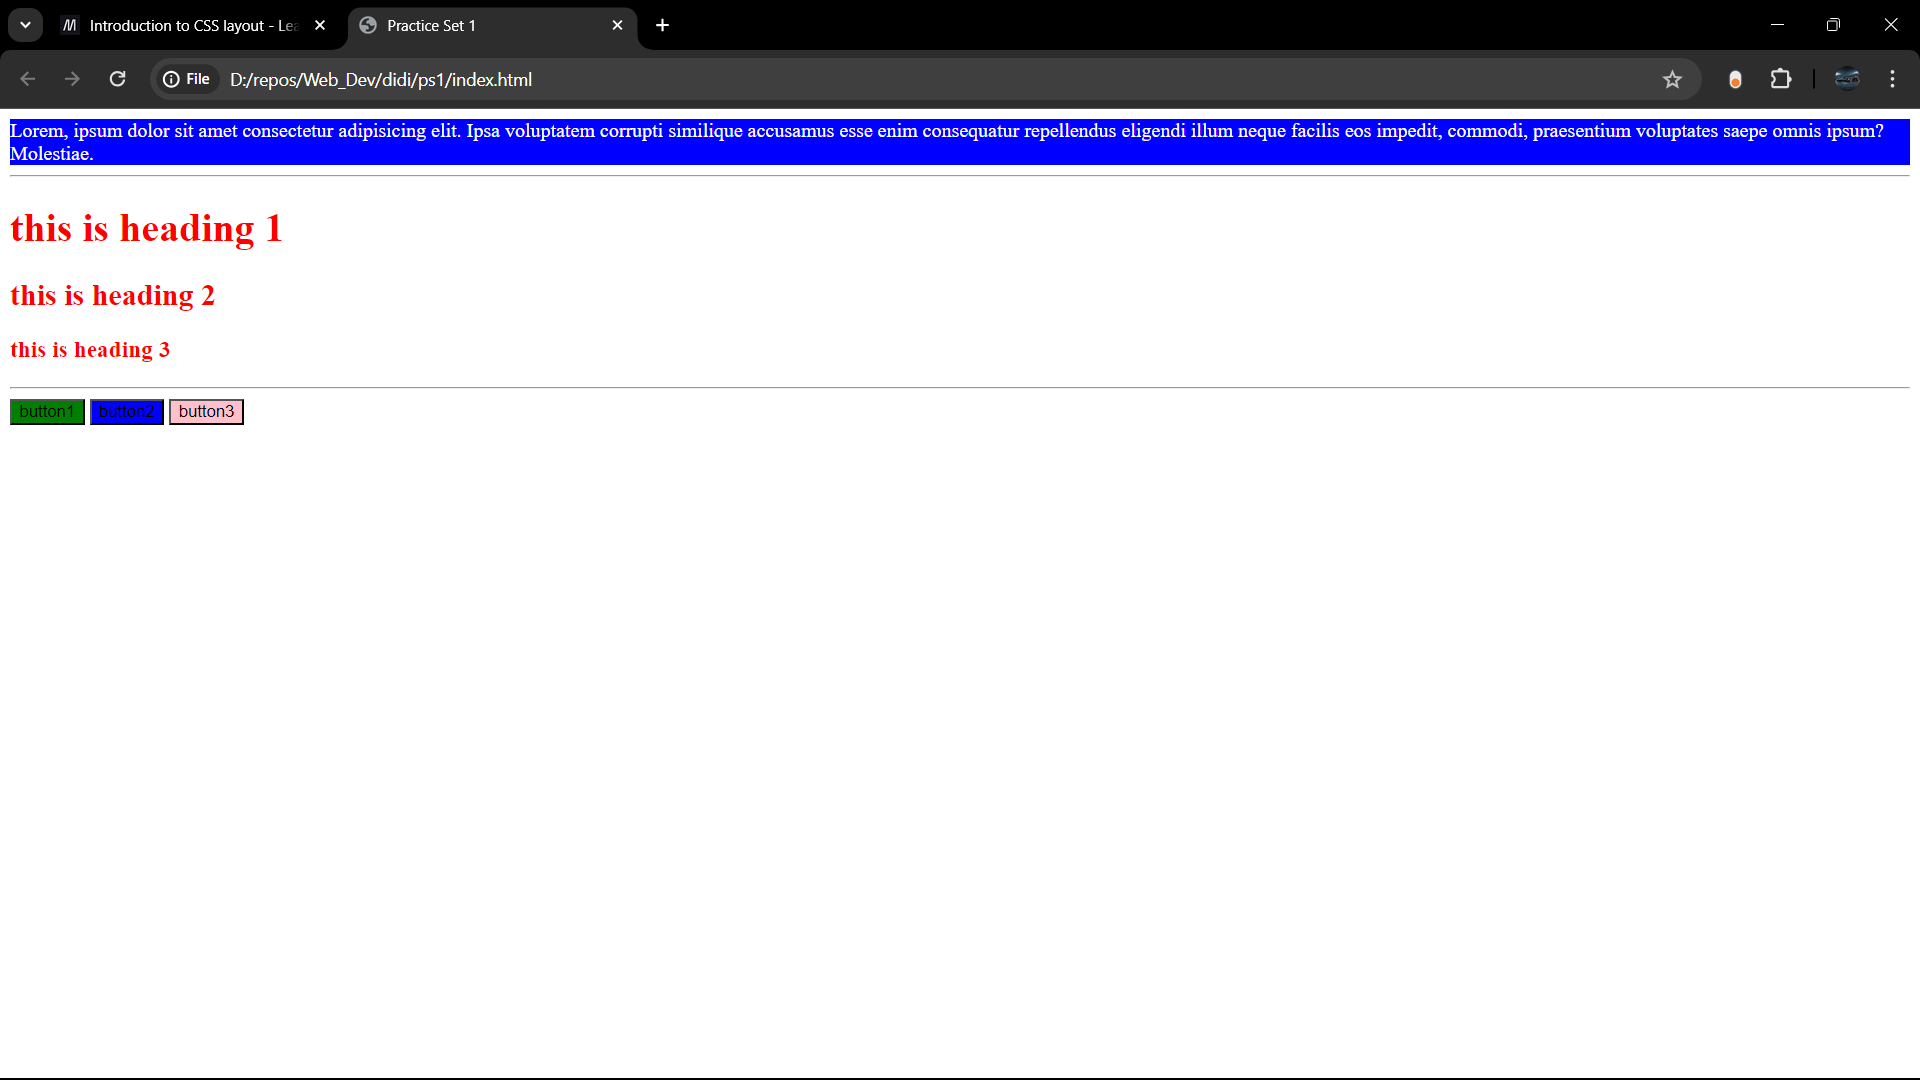 Introduction to CSS layout - Lea
Practice Set 1
File
D:/repos/Web_Dev/didi/ps1/index.html
Lorem, ipsum dolor sit amet consectetur adipisicing elit. Ipsa voluptatem corrupti similique accusamus esse enim consequatur repellendus eligendi illum neque facilis eos impedit, commodi, praesentium voluptates saepe omnis ipsum?
Molestiae.
this is heading 1
this is heading 2
this is heading 3
button1 button2 button3